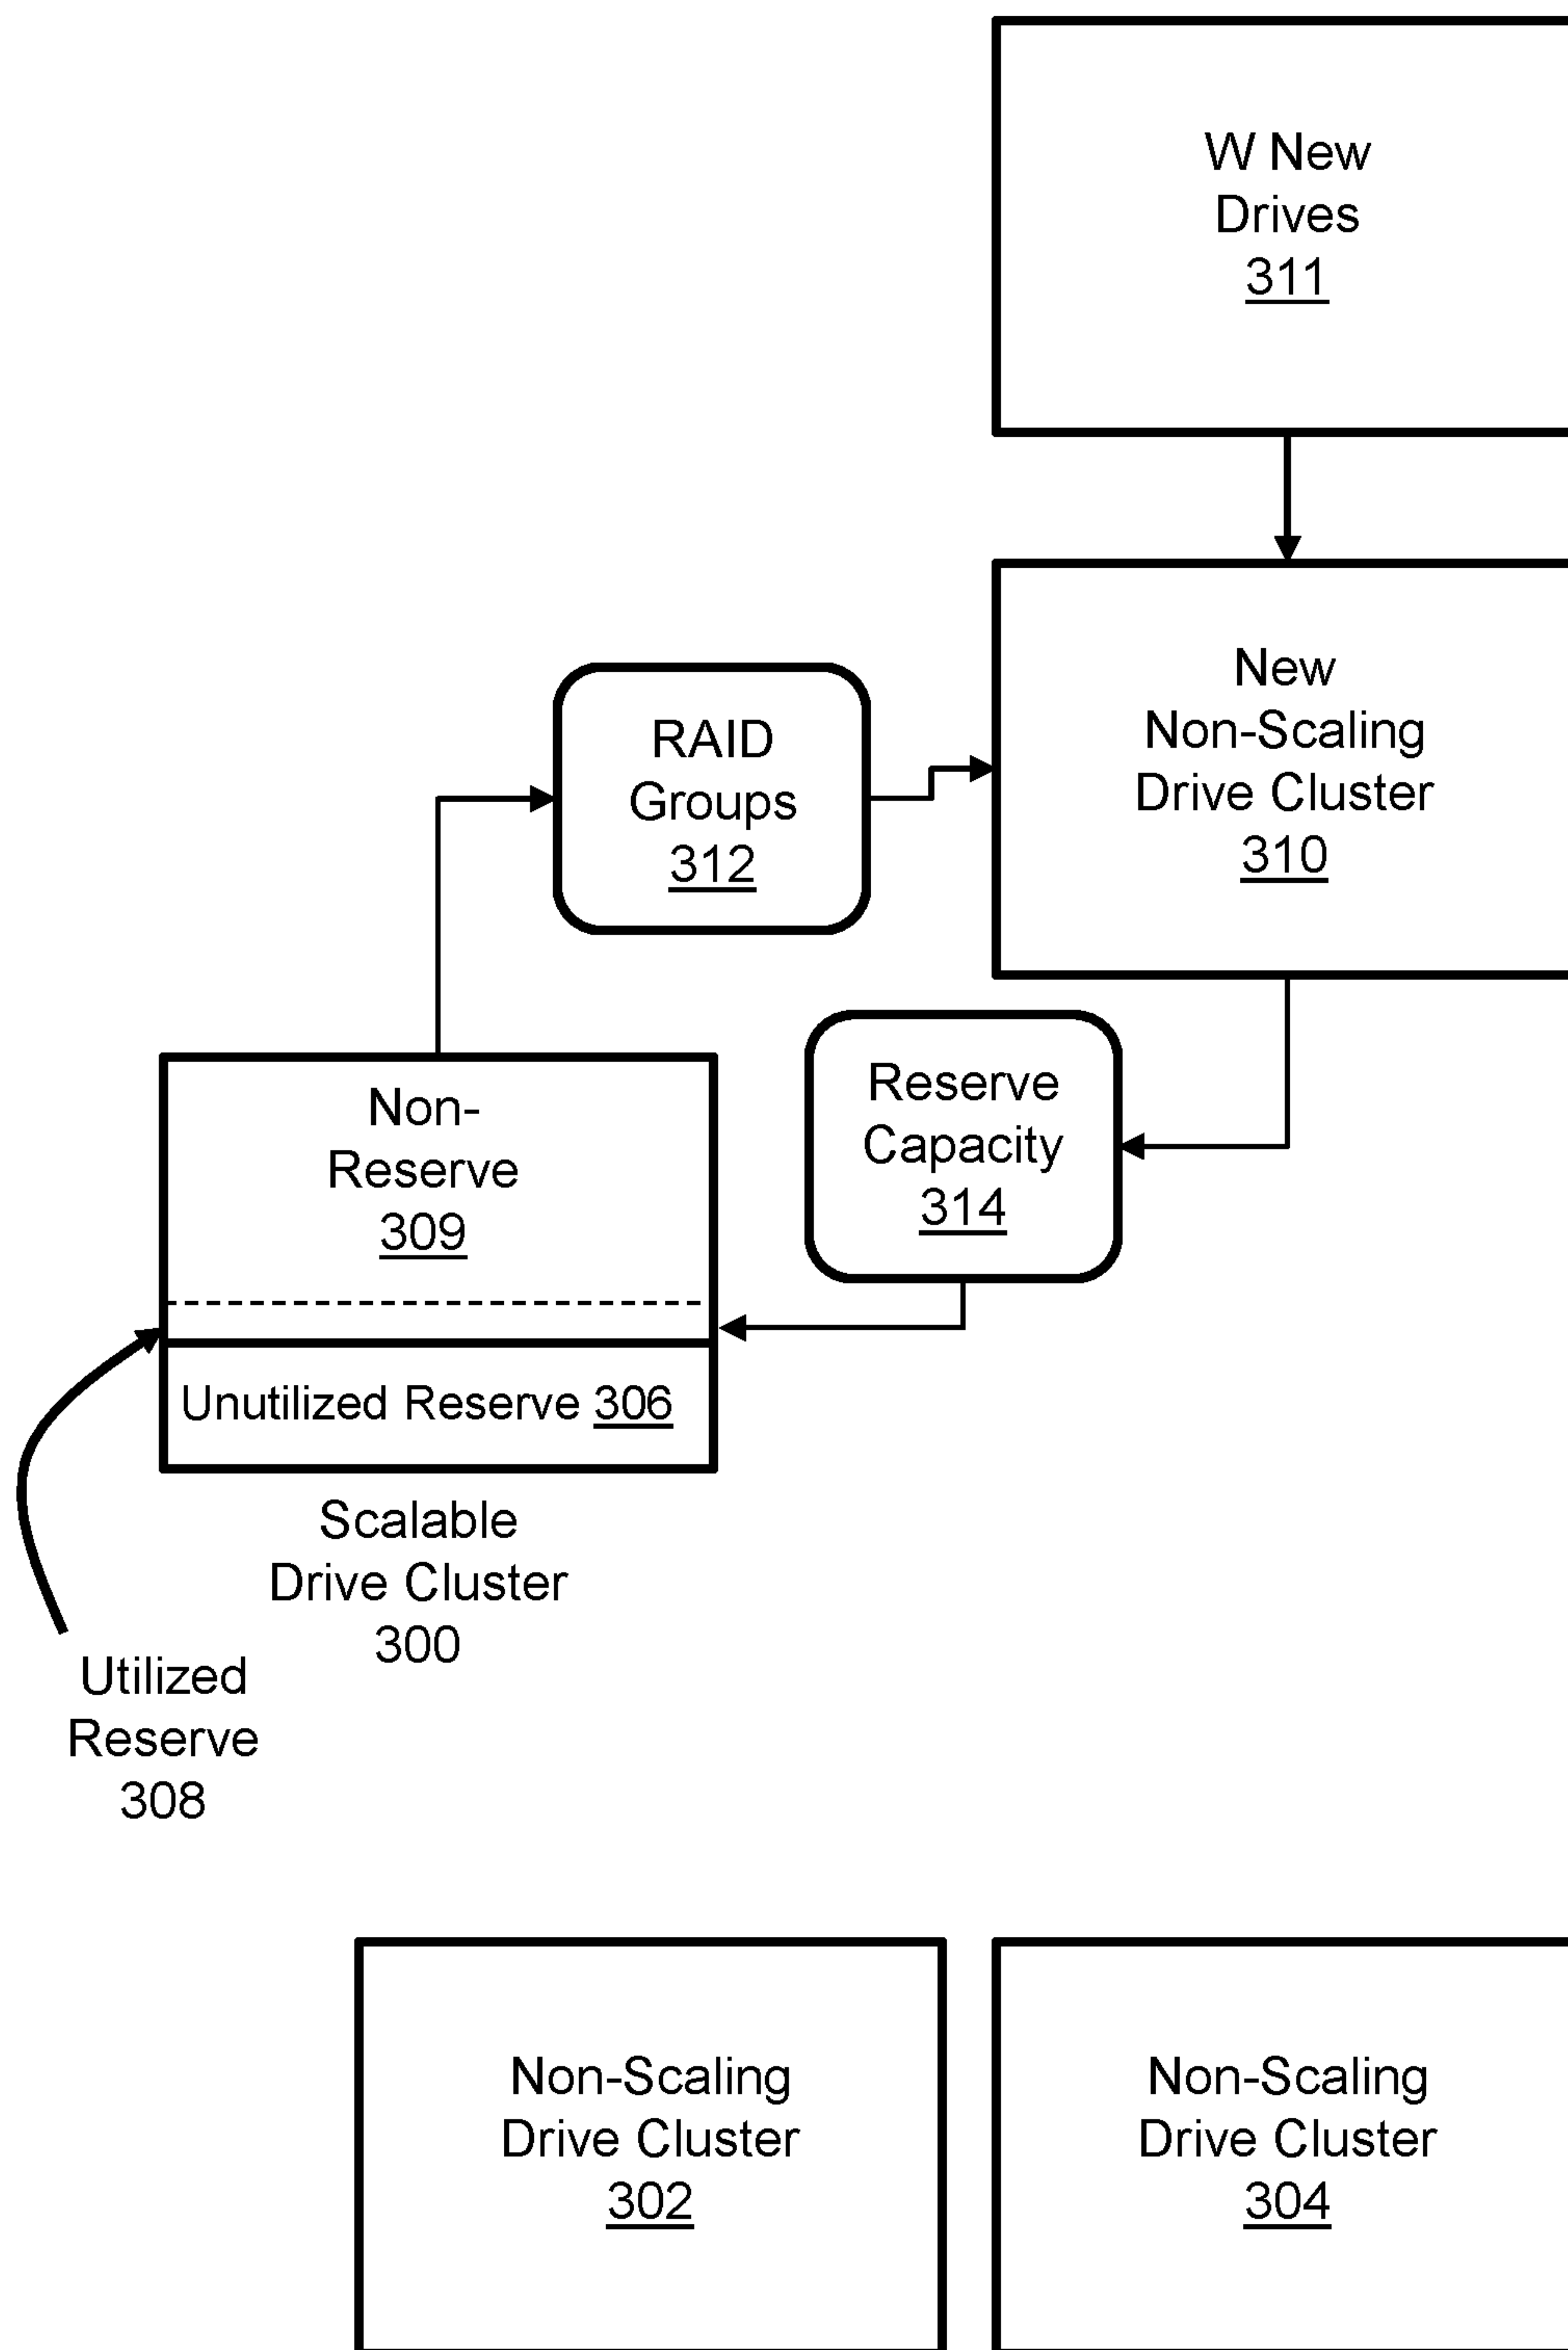 W New
Drives
311
New
Non-Scaling
Drive Cluster
310
RAID
Groups
312
Reserve
Capacity
314
Non-
Reserve
309
Unutilized Reserve 306
Scalable
Drive Cluster
300
Utilized
Reserve
308
Non-Scaling
Drive Cluster
302
Non-Scaling
Drive Cluster
304